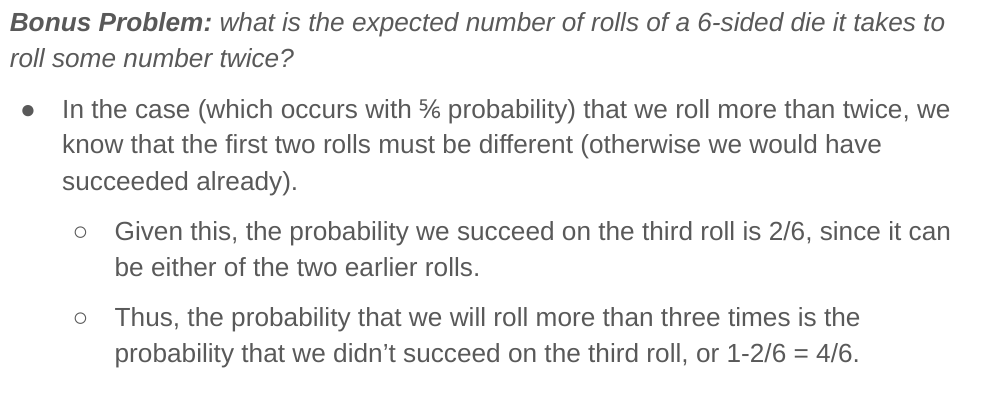 Bonus Problem: what is the expected number of rolls of a 6-sided die it takes to
roll some number twice?
● In the case (which occurs with ⅚ probability) that we roll more than twice, we
know that the first two rolls must be different (otherwise we would have
succeeded already).
○ Given this, the probability we succeed on the third roll is 2/6, since it can
be either of the two earlier rolls.
○ Thus, the probability that we will roll more than three times is the
probability that we didn’t succeed on the third roll, or 1-2/6 = 4/6.